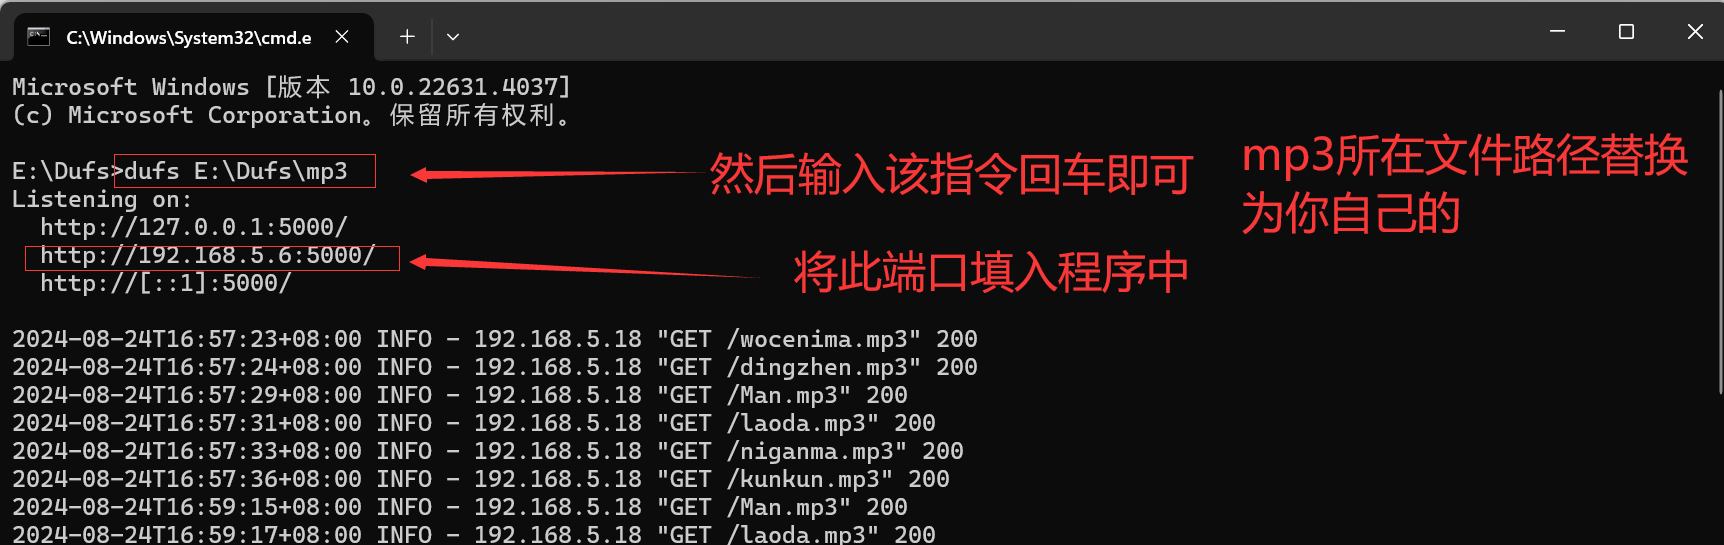 C:\Windows\System32\cmd.e
Microsoft Windows [版本 10.0.22631.4037]
(c) Microsoft Corporation。保留所有权利。
E:\Dufs>dufs E:\Dufs\mp3
然后输入该指令回车即可
mp3所在文件路径替换
为你自己的
Listening on:
http://127.0.0.1:5000/
http://192.168.5.6:5000/
将此端口填入程序中
http://[::1]:5000/
2024-08-24T16:57:23+08:00 INFO - 192.168.5.18 "GET /wocenima.mp3" 200
2024-08-24T16:57:24+08:00 INFO - 192.168.5.18 "GET /dingzhen.mp3" 200
2024-08-24T16:57:29+08:00 INFO - 192.168.5.18 "GET /Man.mp3" 200
2024-08-24T16:57:31+08:00 INFO - 192.168.5.18 "GET /laoda.mp3" 200
2024-08-24T16:57:33+08:00 INFO - 192.168.5.18 "GET /niganma.mp3" 200
2024-08-24T16:57:36+08:00 INFO - 192.168.5.18 "GET /kunkun.mp3" 200
2024-08-24T16:59:15+08:00 INFO - 192.168.5.18 "GET /Man.mp3" 200
2024-08-24T16:59:17+08:00 INFO - 192.168.5.18 "GET /laoda.mp3" 200